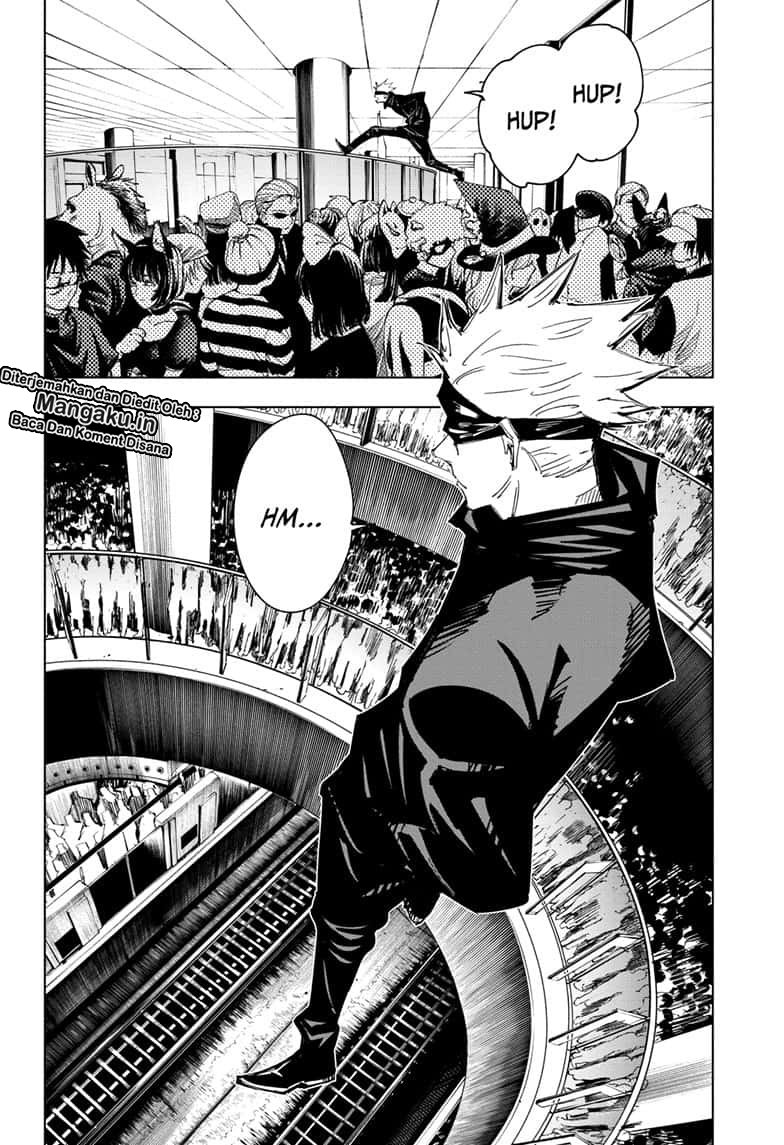 HUP!
HUP!
Diterjemahkan dan Diedit Oleh :
Mangaku.in
Baca Dan Koment Disana
HM...